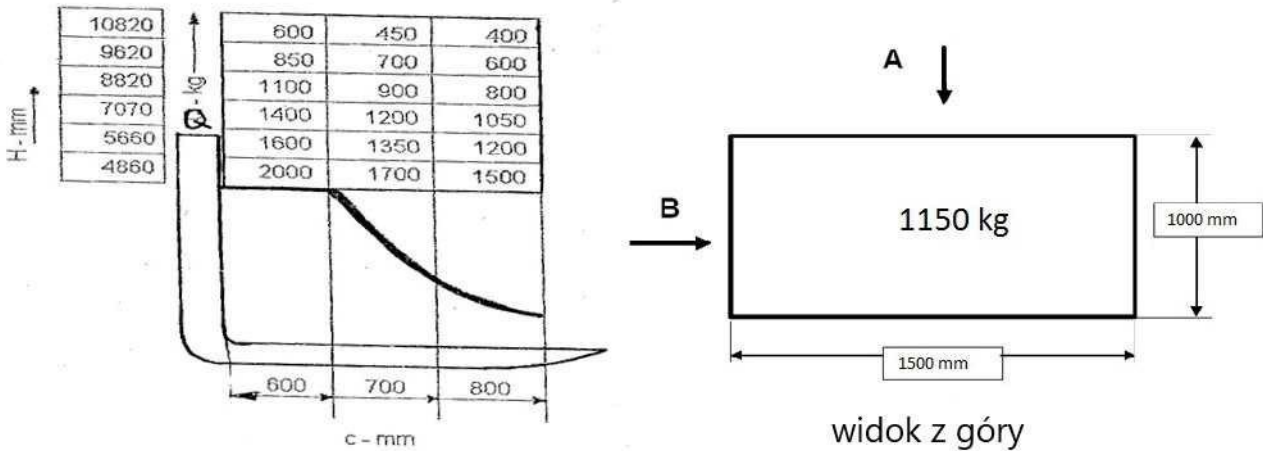 10820 600 450 400
9620 850 700 600
8820 1100 900 800
7070 1400 1200 1050
5660 1600 1350 1200
4860 2000 1700 1500
H - mm
Q - kg
600 700 800
c - mm
A
B
1150 kg
1000 mm
1500 mm
widok z góry